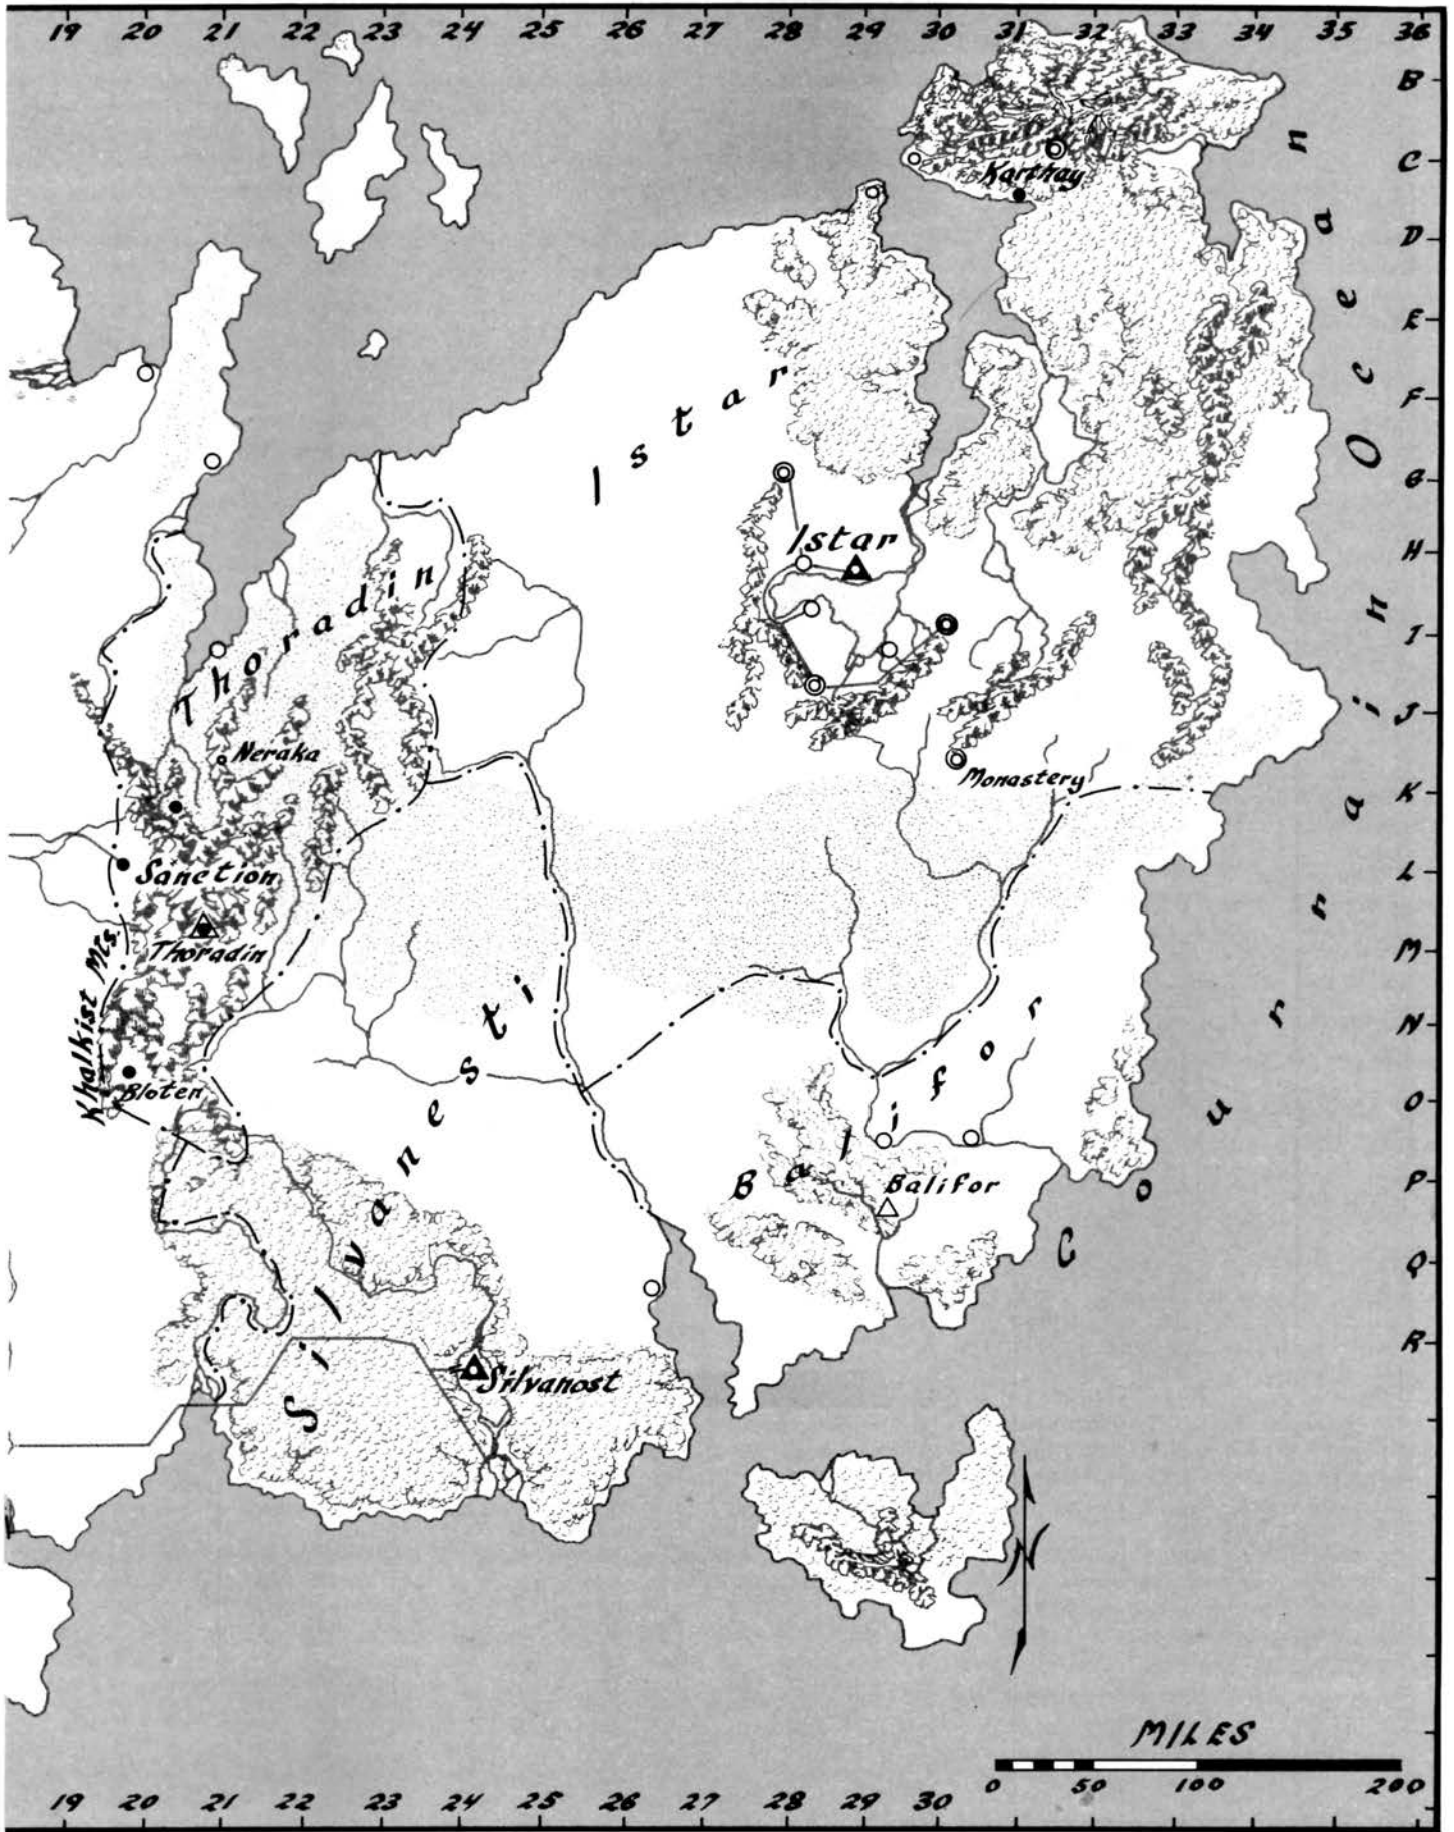 19 20 21 22 23 24 25 26 27 28 29 30 31 32 33 34 35 36
B
C
Karthay
D
E
F
Istar
G
Istar
H
Thoradin
I
J
Neraka
Monastery
K
Sanction
L
Thoradin
M
Khalkist Mts.
N
Bloten
O
Balifor
Balifor
P
Silvanesti
Q
R
Silvanost
Courrain Ocean
N
MILES
0 50 100 200
19 20 21 22 23 24 25 26 27 28 29 30